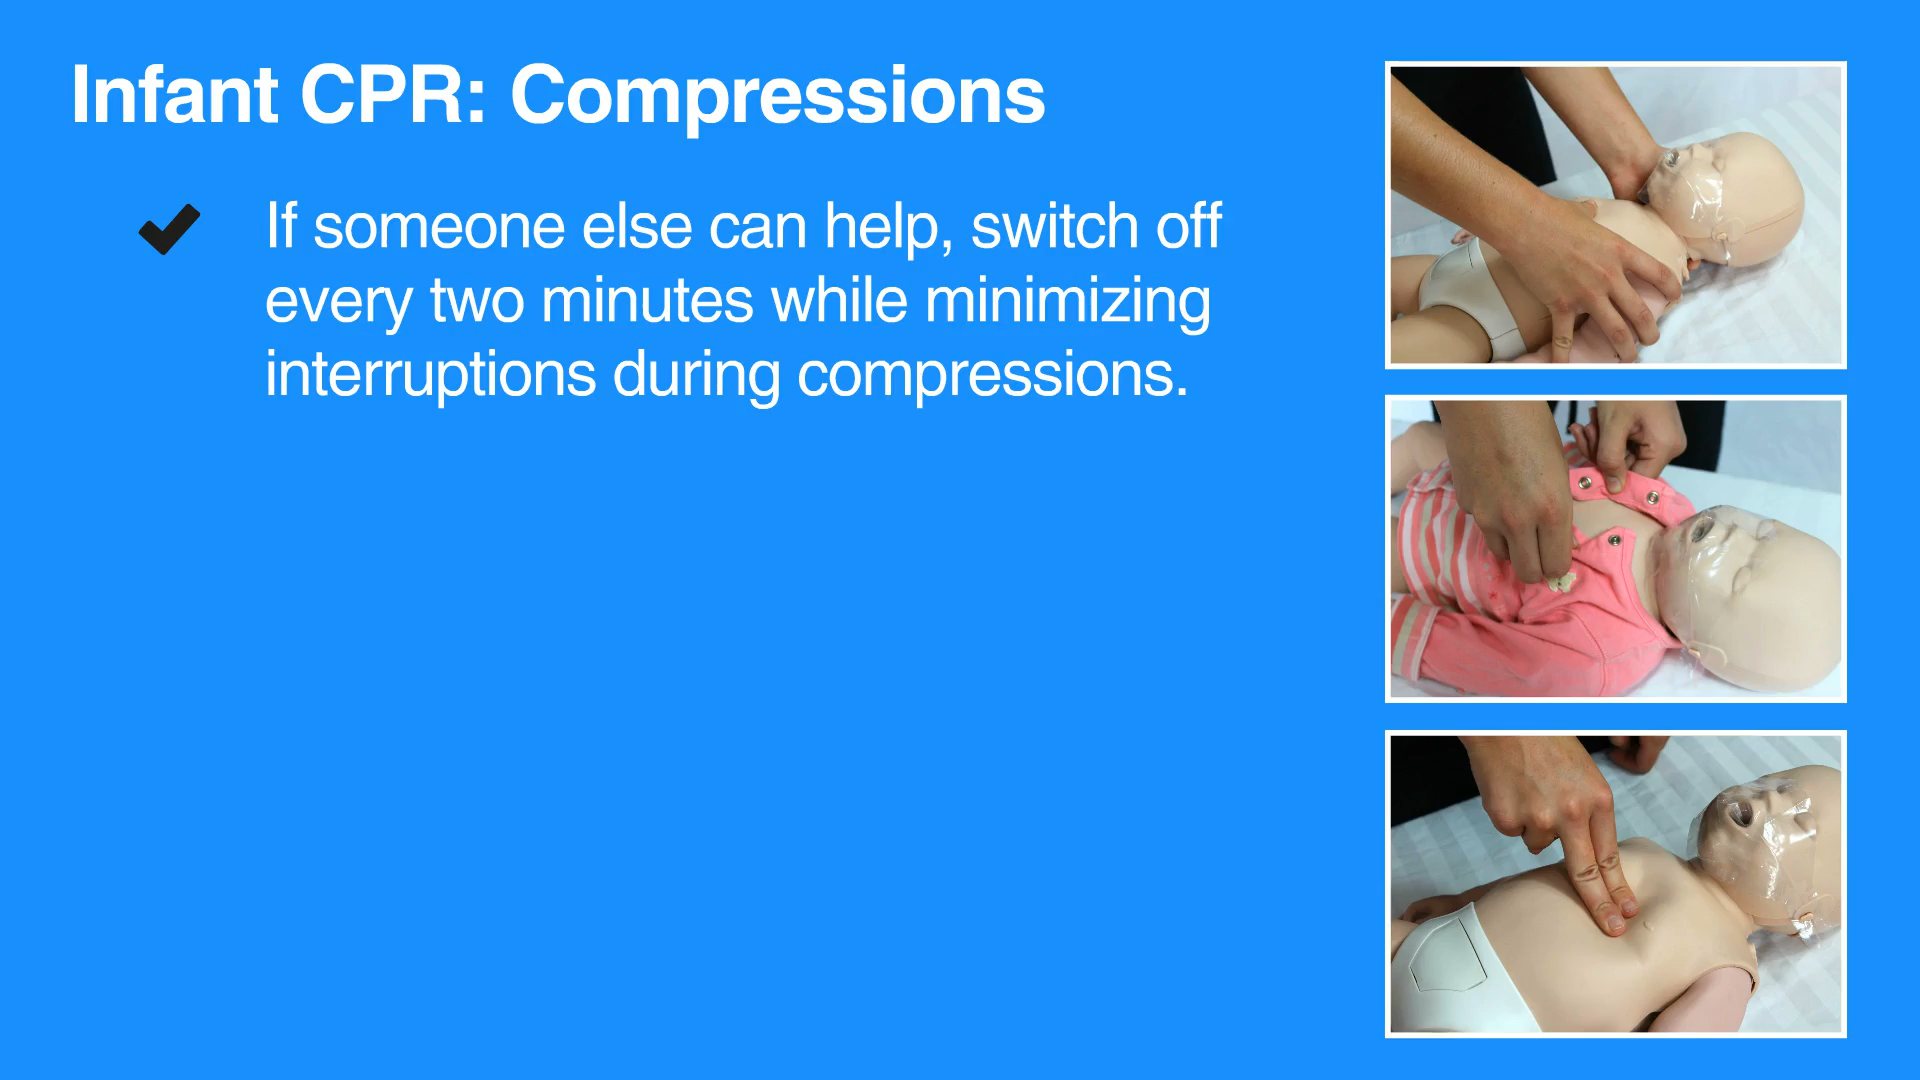 Infant CPR: Compressions
If someone else can help, switch off
every two minutes while minimizing
interruptions during compressions.